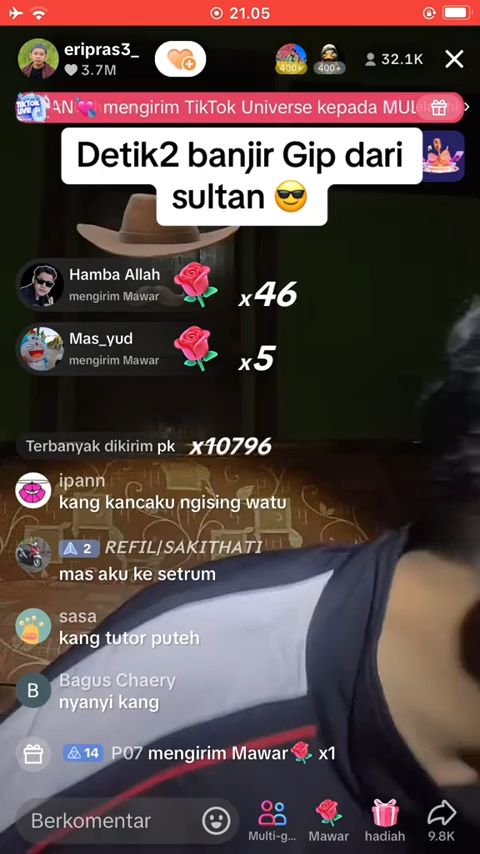 21.05
eripras3_
3.7M
400+
400+
32.1K
AN💘 mengirim TikTok Universe kepada MUL
Detik2 banjir Gip dari
sultan 😎
Hamba Allah
mengirim Mawar
x46
Mas_yud
mengirim Mawar
x5
Terbanyak dikirim pk x10796
ipann
kang kancaku ngising watu
2 REFIL/SAKITHATI
mas aku ke setrum
sasa
kang tutor puteh
B
Bagus Chaery
nyanyi kang
14 P07 mengirim Mawar🌹 x1
Berkomentar
Multi-g...
Mawar
hadiah
9.8K